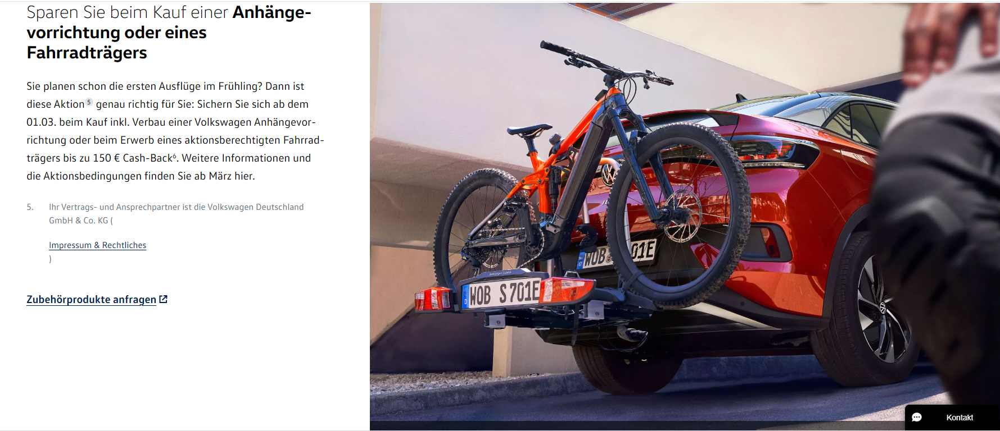 Sparen Sie beim Kauf einer Anhänge-
vorrichtung oder eines
Fahrradträgers
Sie planen schon die ersten Ausflüge im Frühling? Dann ist
diese Aktion 5 genau richtig für Sie: Sichern Sie sich ab dem
01.03. beim Kauf inkl. Verbau einer Volkswagen Anhängevor-
richtung oder beim Erwerb eines aktionsberechtigten Fahrrad-
trägers bis zu 150 € Cash-Back⁶. Weitere Informationen und
die Aktionsbedingungen finden Sie ab März hier.
5. Ihr Vertrags- und Ansprechpartner ist die Volkswagen Deutschland
GmbH & Co. KG (
Impressum & Rechtliches
)
Zubehörprodukte anfragen
WOB 01E
D
Volkswagen Zubehör
WOB S 701E
D
Kontakt